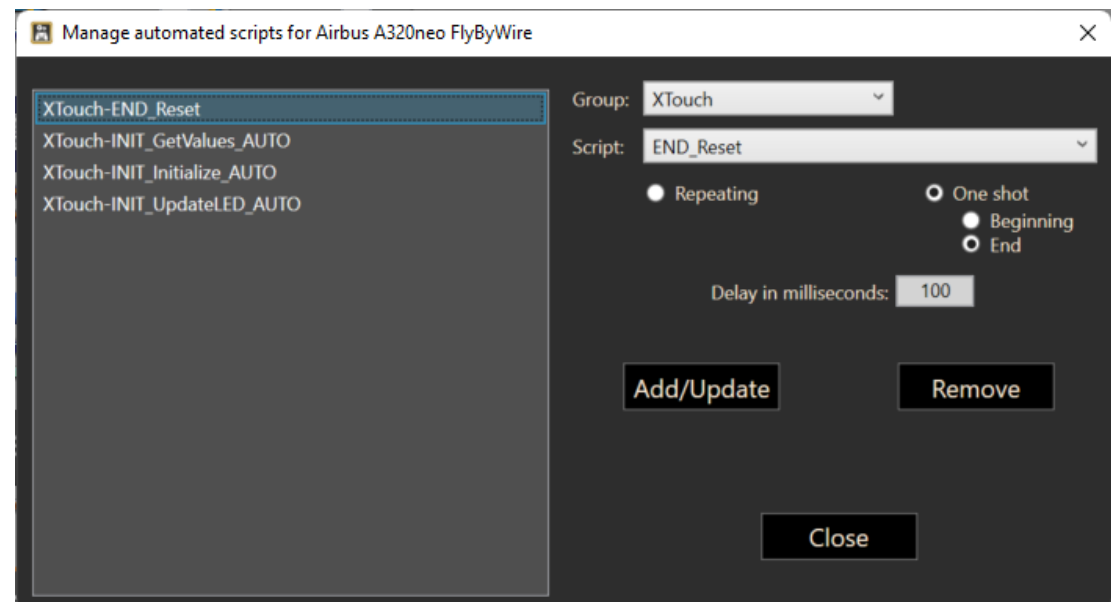 Manage automated scripts for Airbus A320neo FlyByWire
XTouch-END_Reset
XTouch-INIT_GetValues_AUTO
XTouch-INIT_Initialize_AUTO
XTouch-INIT_UpdateLED_AUTO
Group: XTouch
Script: END_Reset
Repeating
One shot
Beginning
End
Delay in milliseconds: 100
Add/Update
Remove
Close